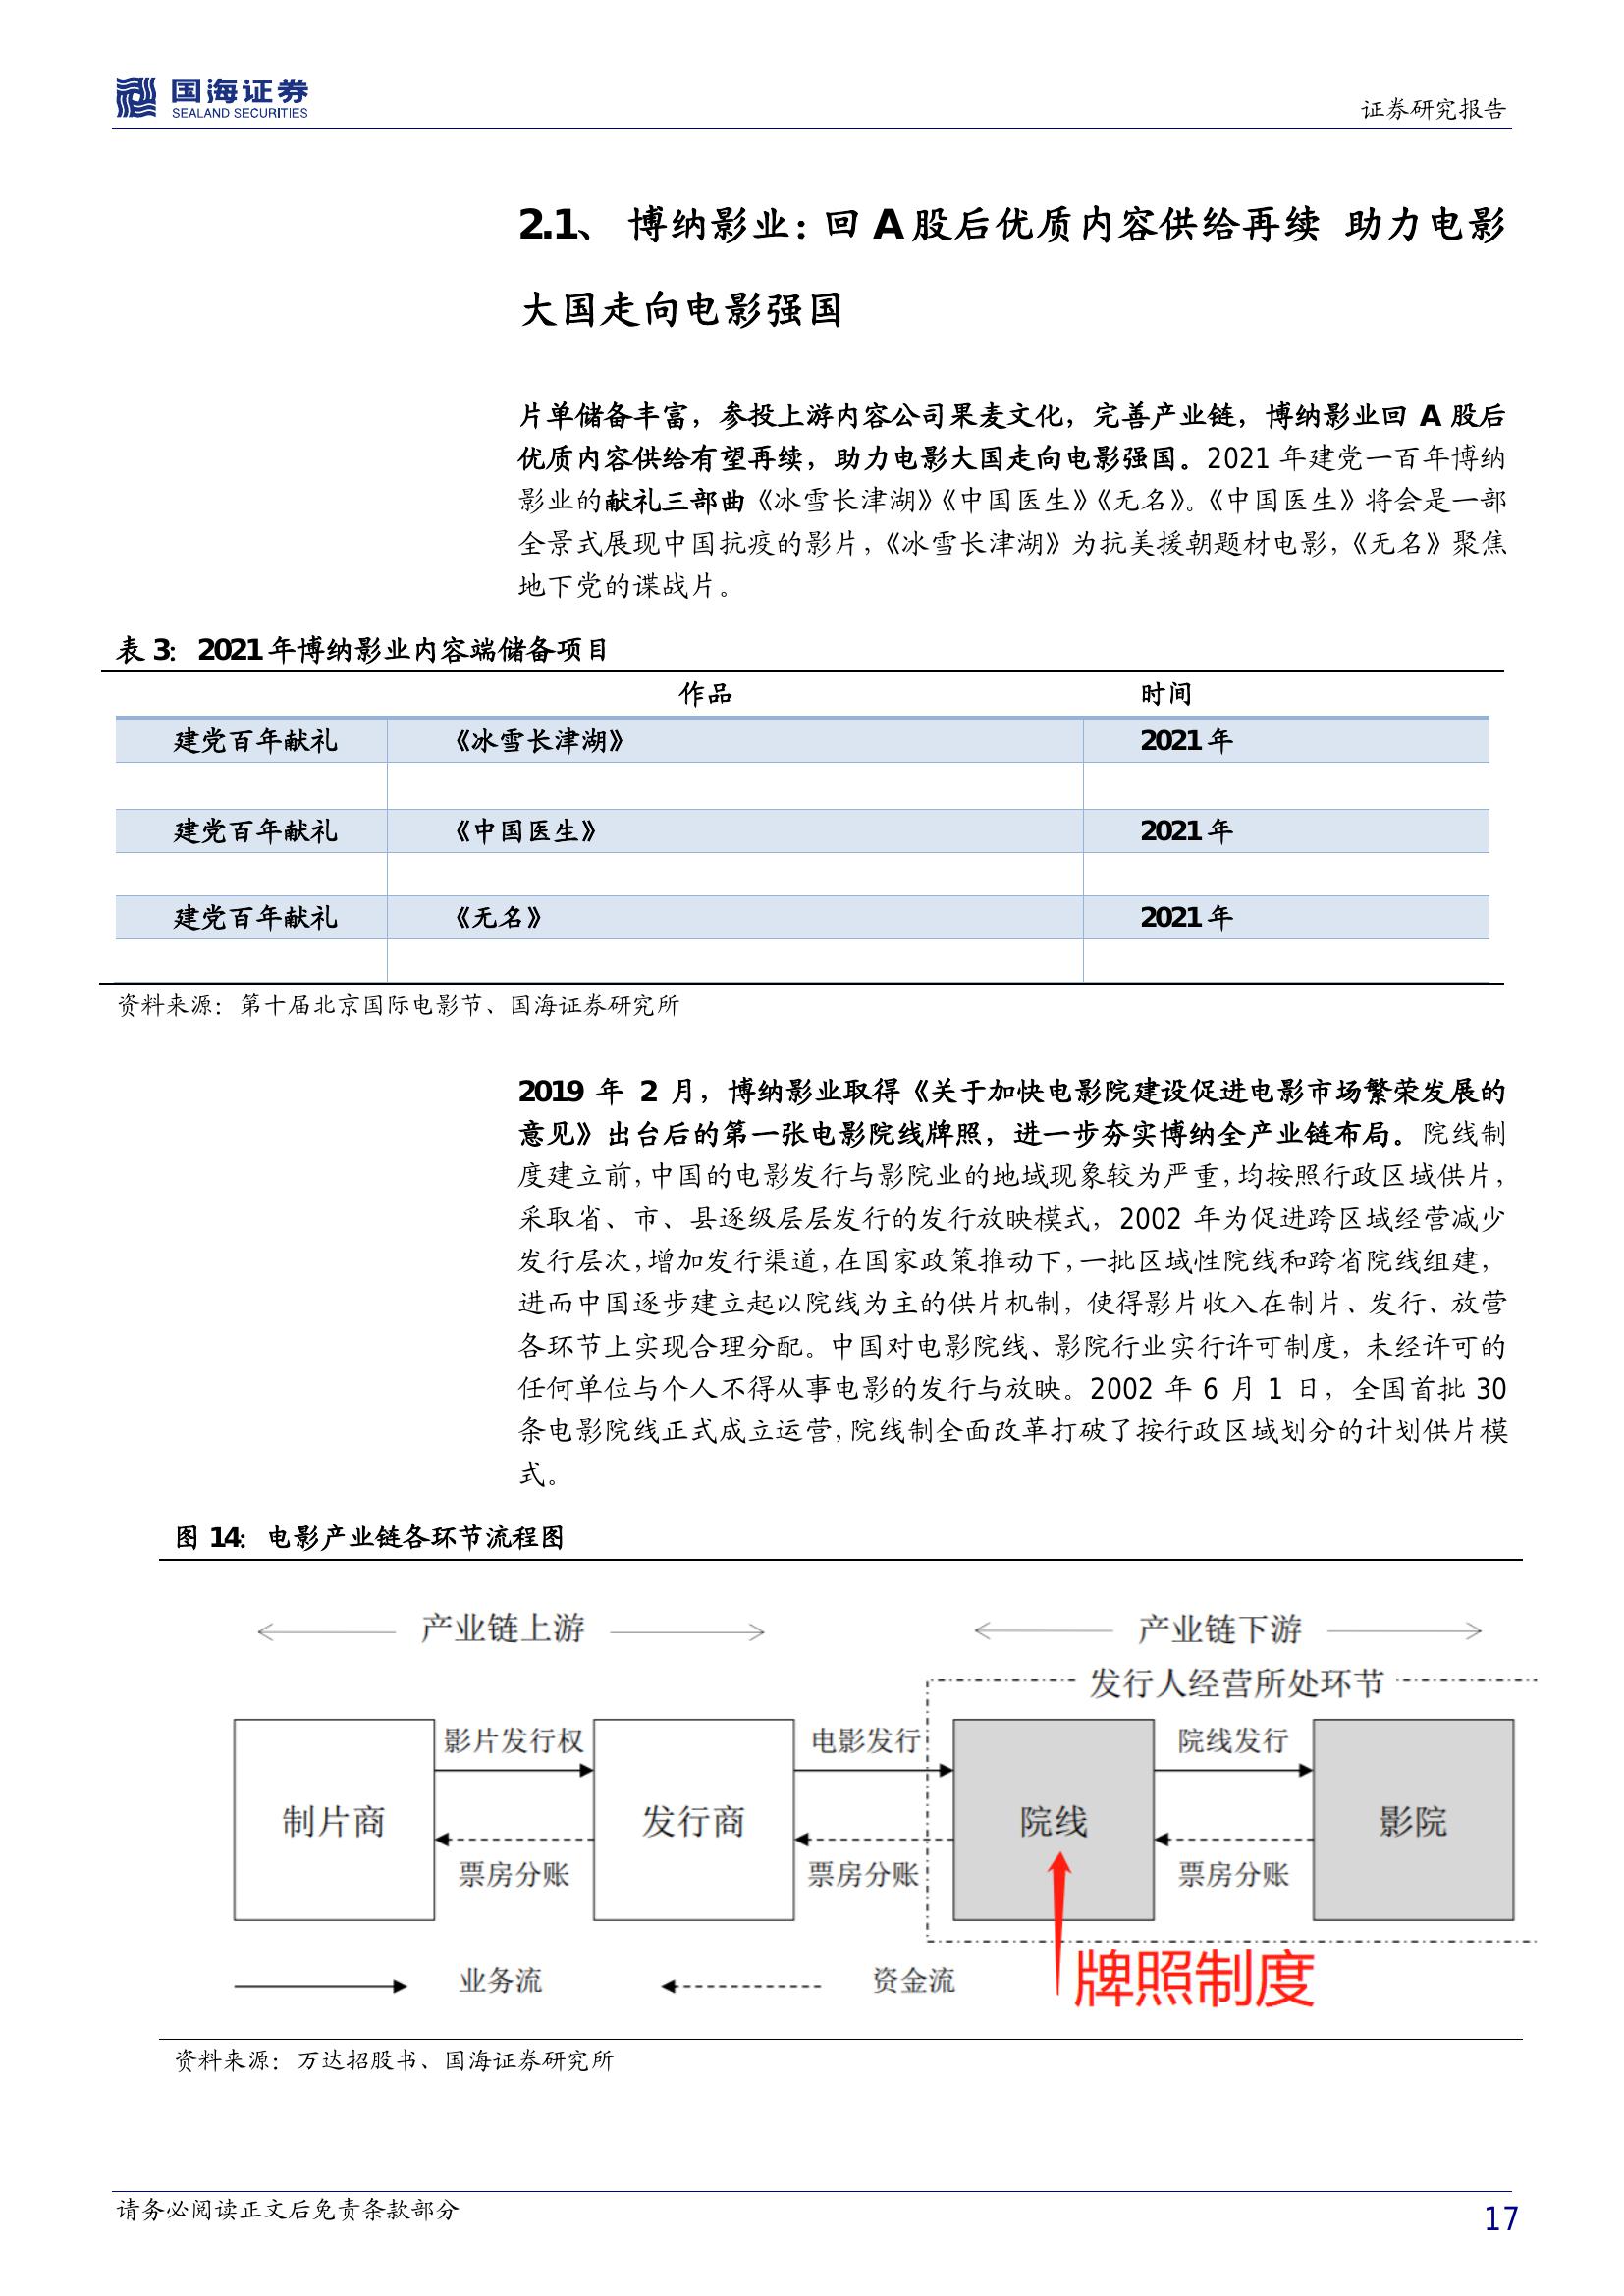 国海证券
SEALAND SECURITIES
证券研究报告
2.1、 博纳影业：回 A 股后优质内容供给再续 助力电影
大国走向电影强国
片单储备丰富，参投上游内容公司果麦文化，完善产业链，博纳影业回 A 股后
优质内容供给有望再续，助力电影大国走向电影强国。2021 年建党一百年博纳
影业的献礼三部曲《冰雪长津湖》《中国医生》《无名》。《中国医生》将会是一部
全景式展现中国抗疫的影片，《冰雪长津湖》为抗美援朝题材电影，《无名》聚焦
地下党的谍战片。
表 3：2021 年博纳影业内容端储备项目
作品 时间
建党百年献礼 《冰雪长津湖》 2021 年
建党百年献礼 《中国医生》 2021 年
建党百年献礼 《无名》 2021 年
资料来源：第十届北京国际电影节、国海证券研究所
2019 年 2 月，博纳影业取得《关于加快电影院建设促进电影市场繁荣发展的
意见》出台后的第一张电影院线牌照，进一步夯实博纳全产业链布局。院线制
度建立前，中国的电影发行与影院业的地域现象较为严重，均按照行政区域供片，
采取省、市、县逐级层层发行的发行放映模式，2002 年为促进跨区域经营减少
发行层次，增加发行渠道，在国家政策推动下，一批区域性院线和跨省院线组建，
进而中国逐步建立起以院线为主的供片机制，使得影片收入在制片、发行、放营
各环节上实现合理分配。中国对电影院线、影院行业实行许可制度，未经许可的
任何单位与个人不得从事电影的发行与放映。2002 年 6 月 1 日，全国首批 30
条电影院线正式成立运营，院线制全面改革打破了按行政区域划分的计划供片模
式。
图 14：电影产业链各环节流程图
产业链上游 产业链下游
发行人经营所处环节
影片发行权 电影发行 院线发行
制片商 发行商 院线 影院
票房分账 票房分账 票房分账
业务流 资金流 牌照制度
资料来源：万达招股书、国海证券研究所
请务必阅读正文后免责条款部分
17